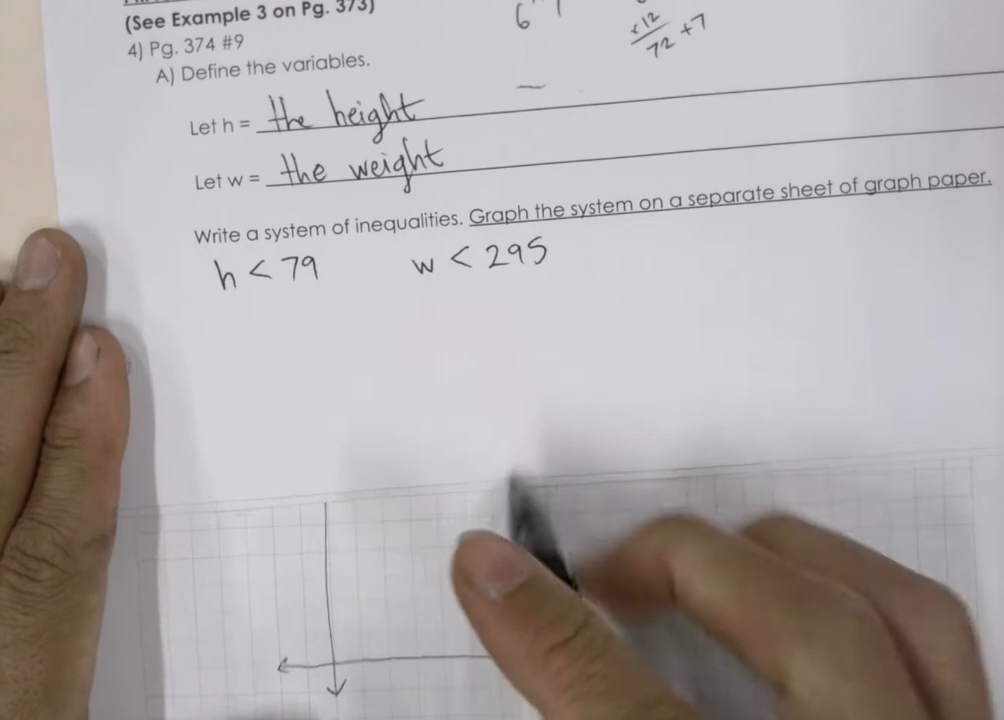 (See Example 3 on Pg. 373)
6
×12
72 +7
4) Pg. 374 #9
A) Define the variables.
Let h = the height
Let w = the weight
Write a system of inequalities. Graph the system on a separate sheet of graph paper.
h < 79 w < 295